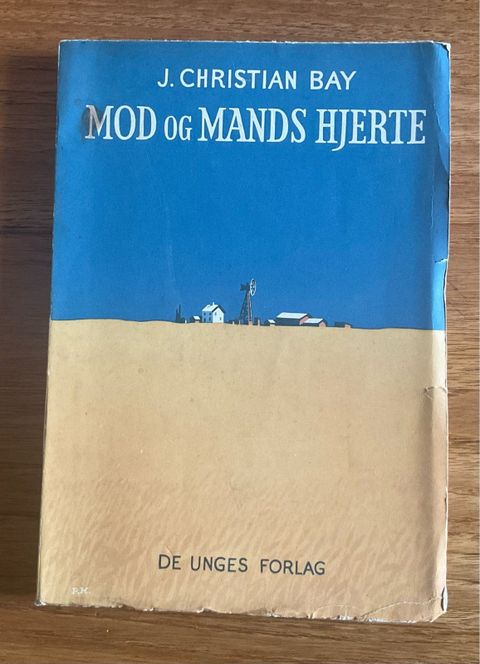 J. CHRISTIAN BAY
MOD OG MANDS HJERTE
DE UNGES FORLAG